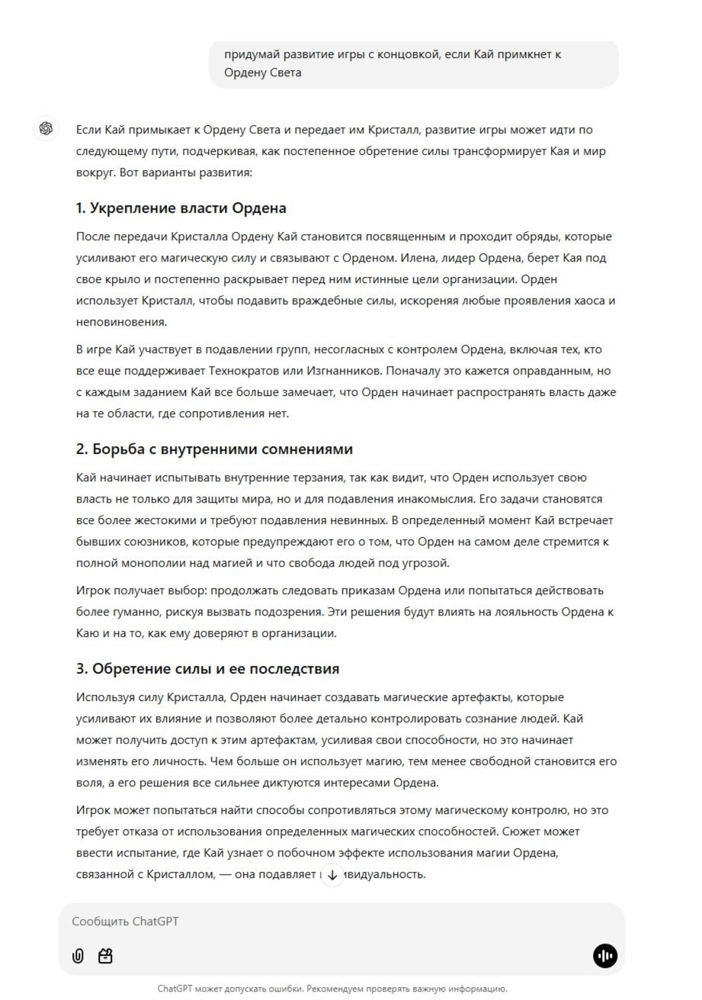 придумай развитие игры с концовкой, если Кай примкнет к
Ордену Света
Если Кай примыкает к Ордену Света и передает им Кристалл, развитие игры может идти по
следующему пути, подчеркивая, как постепенное обретение силы трансформирует Кая и мир
вокруг. Вот варианты развития:
1. Укрепление власти Ордена
После передачи Кристалла Ордену Кай становится посвященным и проходит обряды, которые
усиливают его магическую силу и связывают с Орденом. Илена, лидер Ордена, берет Кая под
свое крыло и постепенно раскрывает перед ним истинные цели организации. Орден
использует Кристалл, чтобы подавить враждебные силы, искореняя любые проявления хаоса и
неповиновения.
В игре Кай участвует в подавлении групп, несогласных с контролем Ордена, включая тех, кто
все еще поддерживает Технократов или Изгнанников. Поначалу это кажется оправданным, но
с каждым заданием Кай все больше замечает, что Орден начинает распространять власть даже
на те области, где сопротивления нет.
2. Борьба с внутренними сомнениями
Кай начинает испытывать внутренние терзания, так как видит, что Орден использует свою
власть не только для защиты мира, но и для подавления инакомыслия. Его задачи становятся
все более жестокими и требуют подавления невинных. В определенный момент Кай встречает
бывших союзников, которые предупреждают его о том, что Орден на самом деле стремится к
полной монополии над магией и что свобода людей под угрозой.
Игрок получает выбор: продолжать следовать приказам Ордена или попытаться действовать
более гуманно, рискуя вызвать подозрения. Эти решения будут влиять на лояльность Ордена к
Каю и на то, как ему доверяют в организации.
3. Обретение силы и ее последствия
Используя силу Кристалла, Орден начинает создавать магические артефакты, которые
усиливают их влияние и позволяют более детально контролировать сознание людей. Кай
может получить доступ к этим артефактам, усиливая свои способности, но это начинает
изменять его личность. Чем больше он использует магию, тем менее свободной становится его
воля, а его решения все сильнее диктуются интересами Ордена.
Игрок может попытаться найти способы сопротивляться этому магическому контролю, но это
требует отказа от использования определенных магических способностей. Сюжет может
ввести испытание, где Кай узнает о побочном эффекте использования магии Ордена,
связанной с Кристаллом, — она подавляет
Сообщить ChatGPT
ChatGPT может допускать ошибки. Рекомендуем проверять важную информацию.